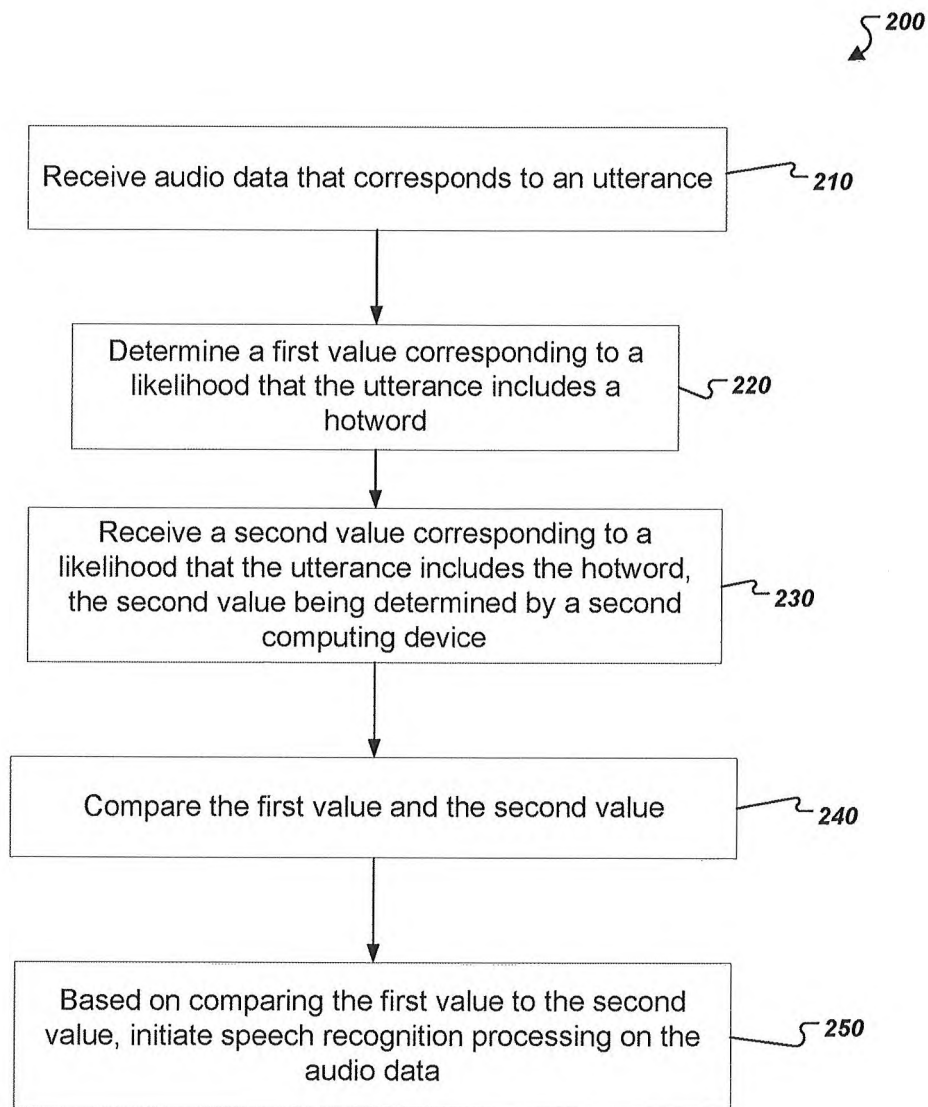 200
Receive audio data that corresponds to an utterance
210
Determine a first value corresponding to a
likelihood that the utterance includes a
hotword
220
Receive a second value corresponding to a
likelihood that the utterance includes the hotword,
the second value being determined by a second
computing device
230
Compare the first value and the second value
240
Based on comparing the first value to the second
value, initiate speech recognition processing on the
audio data
250